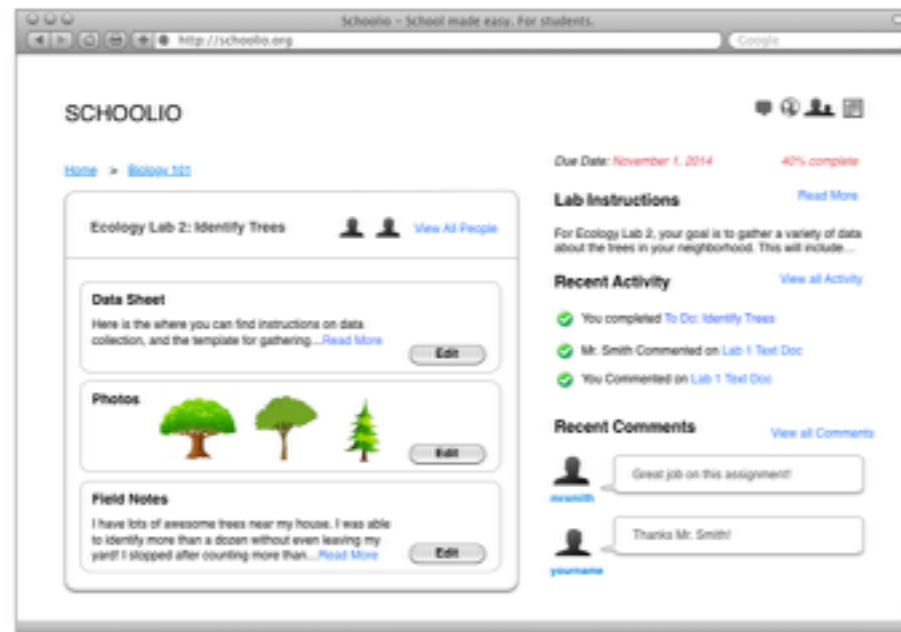 Schoolio - School made easy. For students.
http://schoolio.org
Google
SCHOOLIO
Home > Biology 101
Ecology Lab 2: Identify Trees
View All People
Data Sheet
Here is the where you can find instructions on data
collection, and the template for gathering...Read More
Edit
Photos
Edit
Field Notes
I have lots of awesome trees near my house. I was able
to identify more than a dozen without even leaving my
yard! I stopped after counting more than...Read More
Edit
Due Date: November 1, 2014
40% complete
Lab Instructions
Read More
For Ecology Lab 2, your goal is to gather a variety of data
about the trees in your neighborhood. This will include...
Recent Activity
View all Activity
You completed To Do: Identify Trees
Mr. Smith Commented on Lab 1 Text Doc
You Commented on Lab 1 Text Doc
Recent Comments
View all Comments
Great job on this assignment!
mrsmith
Thanks Mr. Smith!
yourname